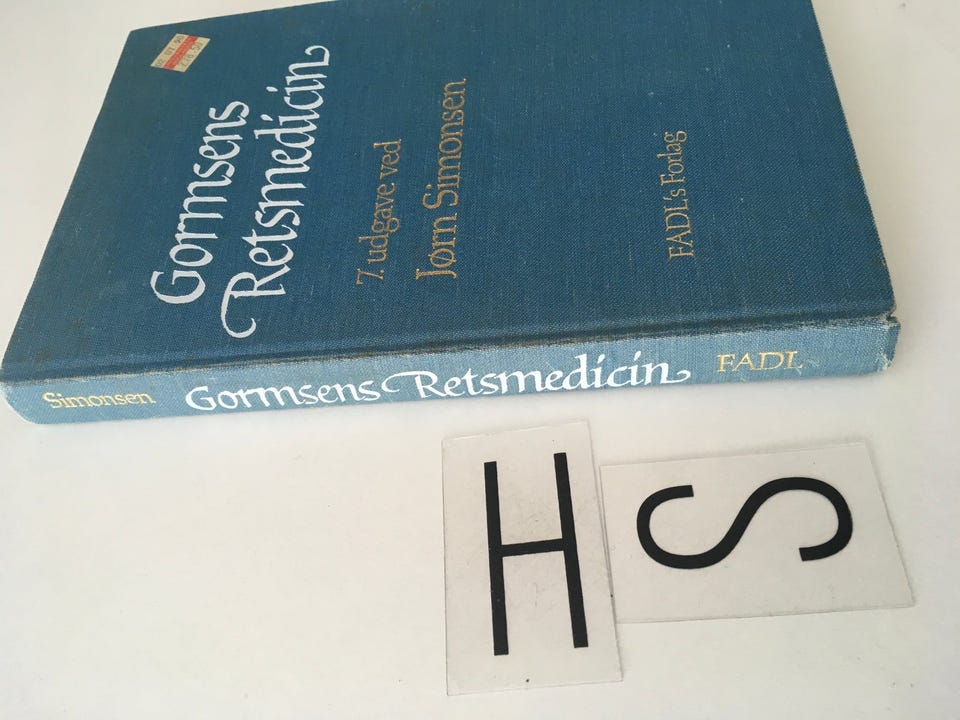 Gormsens
Retsmedicin
7. udgave ved
Jørn Simonsen
FADL's Forlag
Simonsen Gormsens Retsmedicin FADL
H S